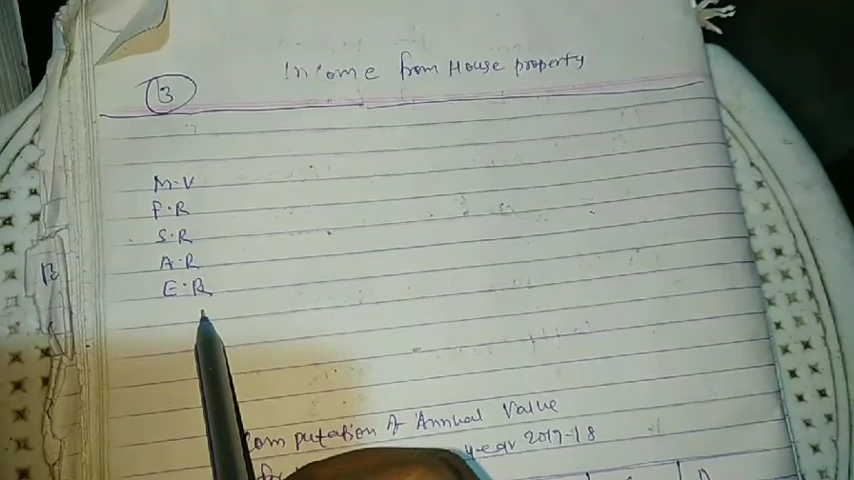 Income from House property
3
M.V
F.R
S.R
A.R
E.R
Computation of Annual Value
year 2017-18